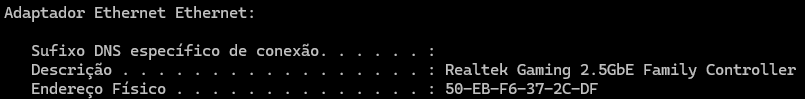 Adaptador Ethernet Ethernet:
Sufixo DNS específico de conexão. . . . . . :
Descrição . . . . . . . . . . . . . . . . . : Realtek Gaming 2.5GbE Family Controller
Endereço Físico . . . . . . . . . . . . . . : 50-EB-F6-37-2C-DF